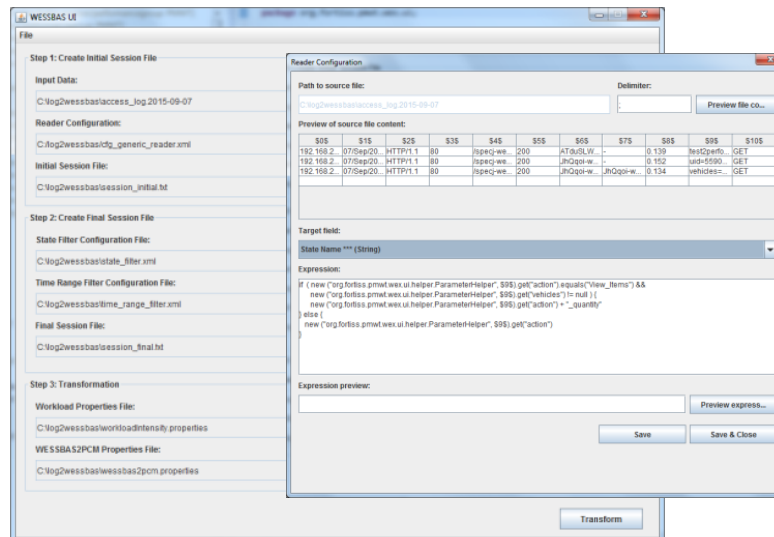 WESSBAS UI
File
Step 1: Create Initial Session File
Input Data:
C:\log2wessbas\access_log.2015-09-07
Reader Configuration:
C:/log2wessbas/cfg_generic_reader.xml
Initial Session File:
C:\log2wessbas\session_initial.txt
Step 2: Create Final Session File
State Filter Configuration File:
C:\log2wessbas\state_filter.xml
Time Range Filter Configuration File:
C:\log2wessbas\time_range_filter.xml
Final Session File:
C:\log2wessbas\session_final.txt
Step 3: Transformation
Workload Properties File:
C:\log2wessbas\workloadintensity.properties
WESSBAS2PCM Properties File:
C:\log2wessbas\wessbas2pcm.properties
Transform
Reader Configuration
Path to source file: Delimiter:
C:\log2wessbas\access_log.2015-09-07 ; Preview file co...
Preview of source file content:
$0$ $1$ $2$ $3$ $4$ $5$ $6$ $7$ $8$ $9$ $10$
192.168.2... 07/Sep/20... HTTP/1.1 80 /specj-we... 200 ATduSLW... - 0.139 test2perfo... GET
192.168.2... 07/Sep/20... HTTP/1.1 80 /specj-we... 200 JhQqoi-w... - 0.152 uid=5590... GET
192.168.2... 07/Sep/20... HTTP/1.1 80 /specj-we... 200 JhQqoi-w... JhQqoi-w... 0.134 vehicles=... GET
Target field:
State Name *** (String)
Expression:
if ( new ("org.fortiss.pmwt.wex.ui.helper.ParameterHelper", $9$).get("action").equals("View_Items") &&
new ("org.fortiss.pmwt.wex.ui.helper.ParameterHelper", $9$).get("vehicles") != null ) {
new ("org.fortiss.pmwt.wex.ui.helper.ParameterHelper", $9$).get("action") + "_quantity"
} else {
new ("org.fortiss.pmwt.wex.ui.helper.ParameterHelper", $9$).get("action")
}
Expression preview:
Preview express...
Save Save & Close